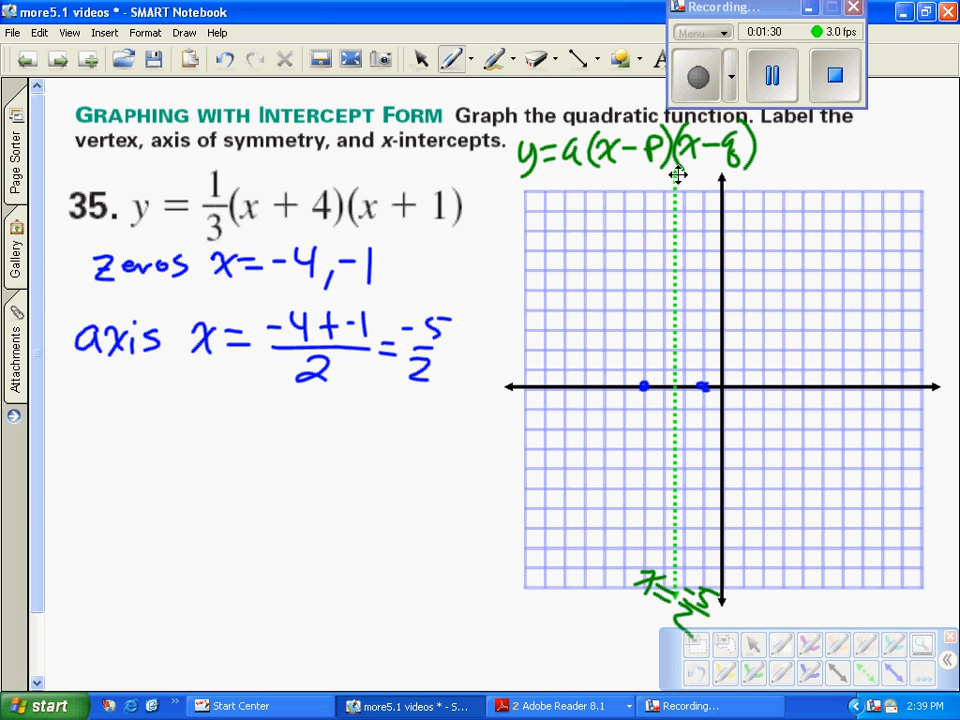 more5.1 videos * - SMART Notebook
Recording...
File Edit View Insert Format Draw Help
Menu 0:01:30 3.0 fps
Page Sorter
Gallery
Attachments
GRAPHING WITH INTERCEPT FORM Graph the quadratic function. Label the
vertex, axis of symmetry, and x-intercepts.
y = a(x - p)(x - q)
35. y = 1/3(x + 4)(x + 1)
zeros x = -4, -1
axis x = -4 + -1 / 2 = -5/2
x = -5/2
start Start Center more5.1 videos * - S... 2 Adobe Reader 8.1 Recording... 2:39 PM